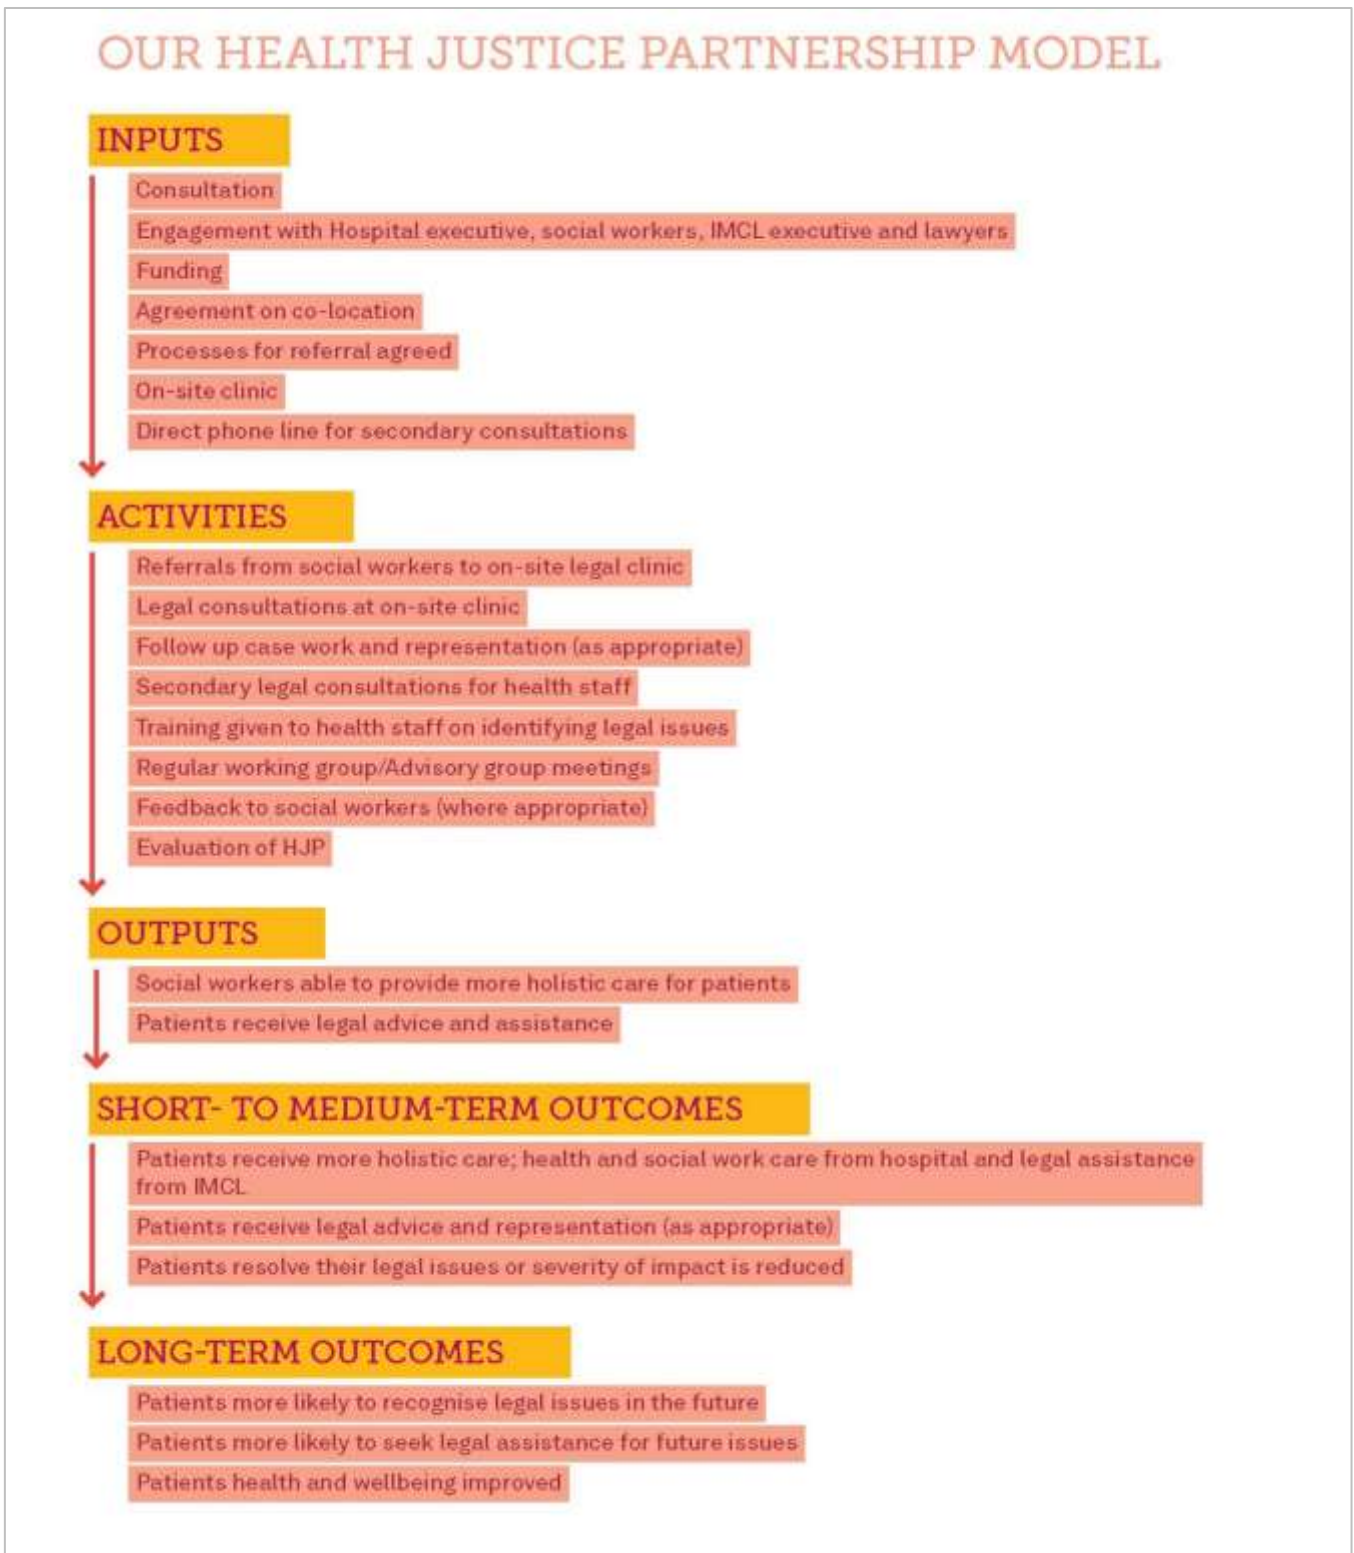 OUR HEALTH JUSTICE PARTNERSHIP MODEL
INPUTS
Consultation
Engagement with Hospital executive, social workers, IMCL executive and lawyers
Funding
Agreement on co-location
Processes for referral agreed
On-site clinic
Direct phone line for secondary consultations
ACTIVITIES
Referrals from social workers to on-site legal clinic
Legal consultations at on-site clinic
Follow up case work and representation (as appropriate)
Secondary legal consultations for health staff
Training given to health staff on identifying legal issues
Regular working group/Advisory group meetings
Feedback to social workers (where appropriate)
Evaluation of HJP
OUTPUTS
Social workers able to provide more holistic care for patients
Patients receive legal advice and assistance
SHORT- TO MEDIUM-TERM OUTCOMES
Patients receive more holistic care; health and social work care from hospital and legal assistance
from IMCL
Patients receive legal advice and representation (as appropriate)
Patients resolve their legal issues or severity of impact is reduced
LONG-TERM OUTCOMES
Patients more likely to recognise legal issues in the future
Patients more likely to seek legal assistance for future issues
Patients health and wellbeing improved